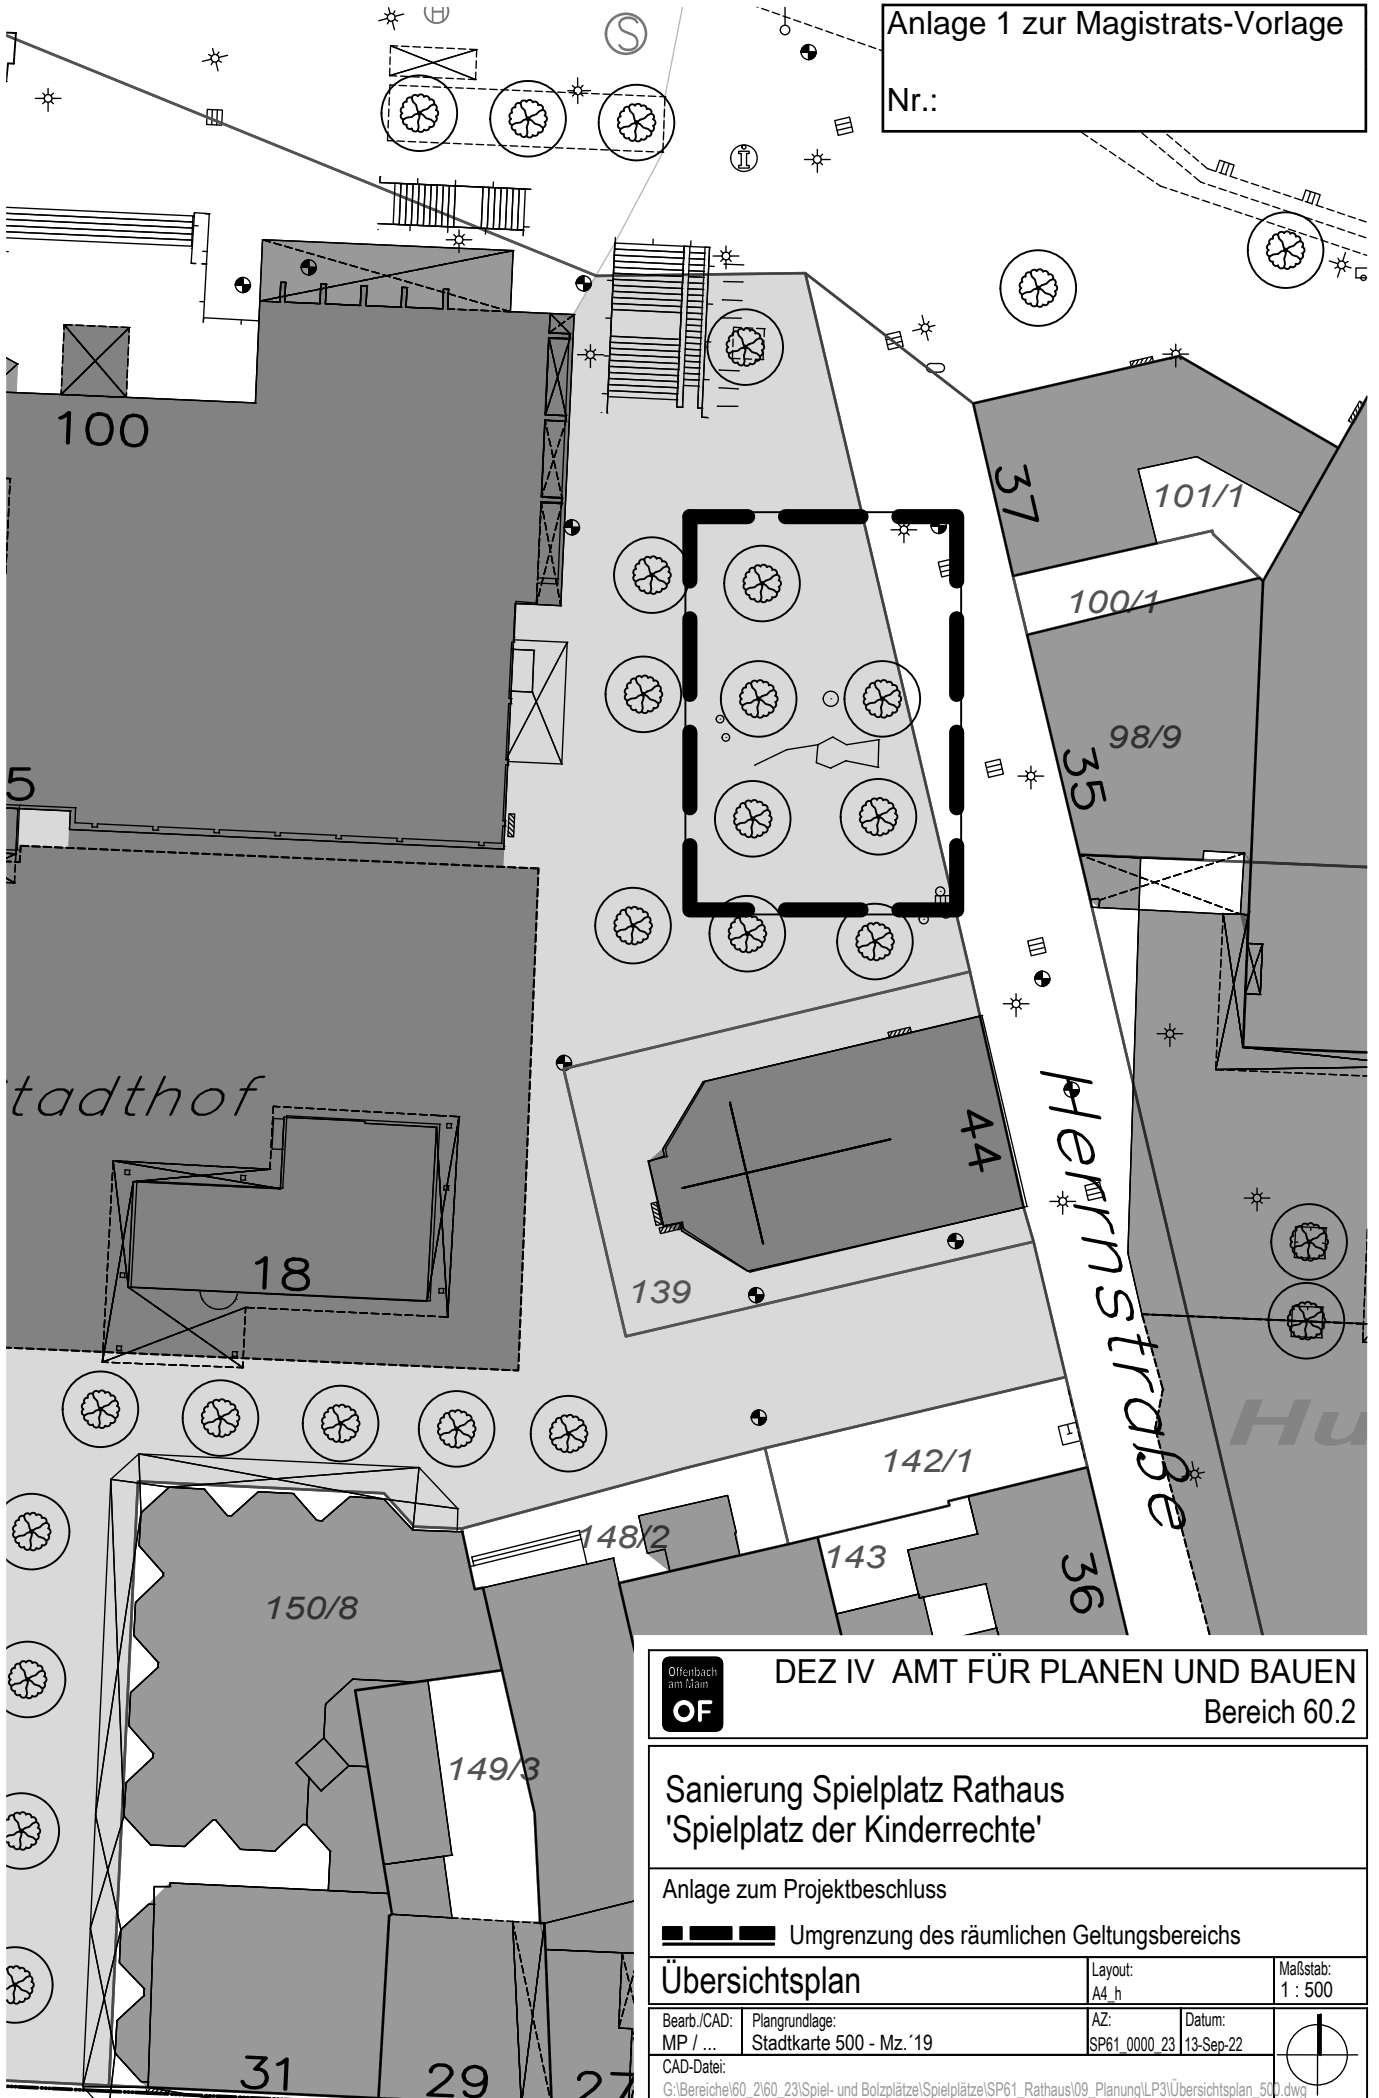 Anlage 1 zur Magistrats-Vorlage
Nr.:
H
S
i
100
37
101/1
100/1
98/9
35
5
tadthof
44
18
139
Herrnstraße
Hu
142/1
148/2
143
36
150/8
149/3
31
29
27
Offenbach
am Main
OF
DEZ IV AMT FÜR PLANEN UND BAUEN
Bereich 60.2
Sanierung Spielplatz Rathaus
'Spielplatz der Kinderrechte'
Anlage zum Projektbeschluss
Umgrenzung des räumlichen Geltungsbereichs
Übersichtsplan
Layout:
A4_h
Maßstab:
1 : 500
Bearb./CAD:
MP / ...
Plangrundlage:
Stadtkarte 500 - Mz.´19
AZ:
SP61_0000_23
Datum:
13-Sep-22
CAD-Datei:
G:\Bereiche\60_2\60_23\Spiel- und Bolzplätze\Spielplätze\SP61_Rathaus\09_Planung\LP3\Übersichtsplan_500.dwg